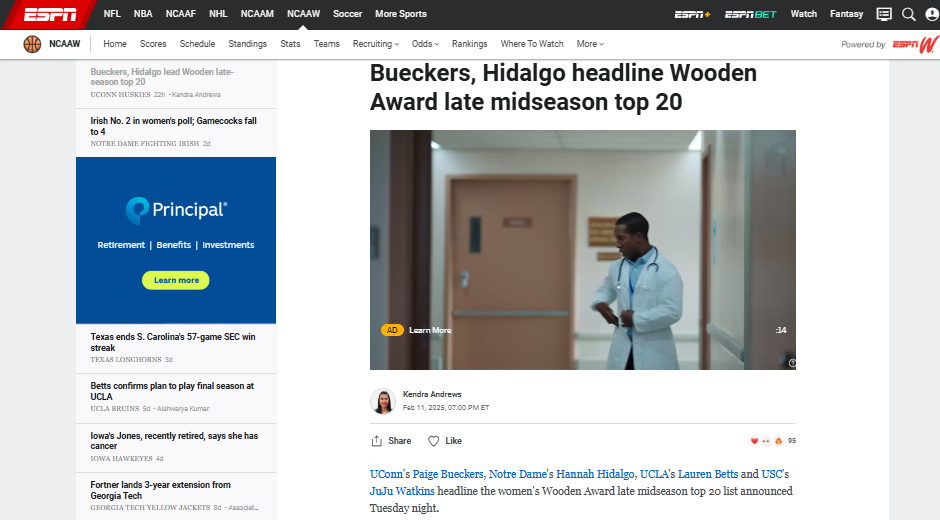 ESPN NFL NBA NCAAF NHL NCAAM NCAAW Soccer More Sports ESPN+ ESPN BET Watch Fantasy
NCAAW Home Scores Schedule Standings Stats Teams Recruiting Odds Rankings Where To Watch More Powered by ESPN W
Bueckers, Hidalgo lead Wooden late-
season top 20
UCONN HUSKIES 22h - Kendra Andrews
Irish No. 2 in women's poll; Gamecocks fall
to 4
NOTRE DAME FIGHTING IRISH 2d
Principal®
Retirement | Benefits | Investments
Learn more
Texas ends S. Carolina's 57-game SEC win
streak
TEXAS LONGHORNS 3d
Betts confirms plan to play final season at
UCLA
UCLA BRUINS 5d - Aishwarya Kumar
Iowa's Jones, recently retired, says she has
cancer
IOWA HAWKEYES 4d
Fortner lands 3-year extension from
Georgia Tech
GEORGIA TECH YELLOW JACKETS 8d - Associat...
Bueckers, Hidalgo headline Wooden
Award late midseason top 20
AD Learn More :14
Kendra Andrews
Feb 11, 2025, 07:00 PM ET
Share Like 95
UConn's Paige Bueckers, Notre Dame's Hannah Hidalgo, UCLA's Lauren Betts and USC's
JuJu Watkins headline the women's Wooden Award late midseason top 20 list announced
Tuesday night.